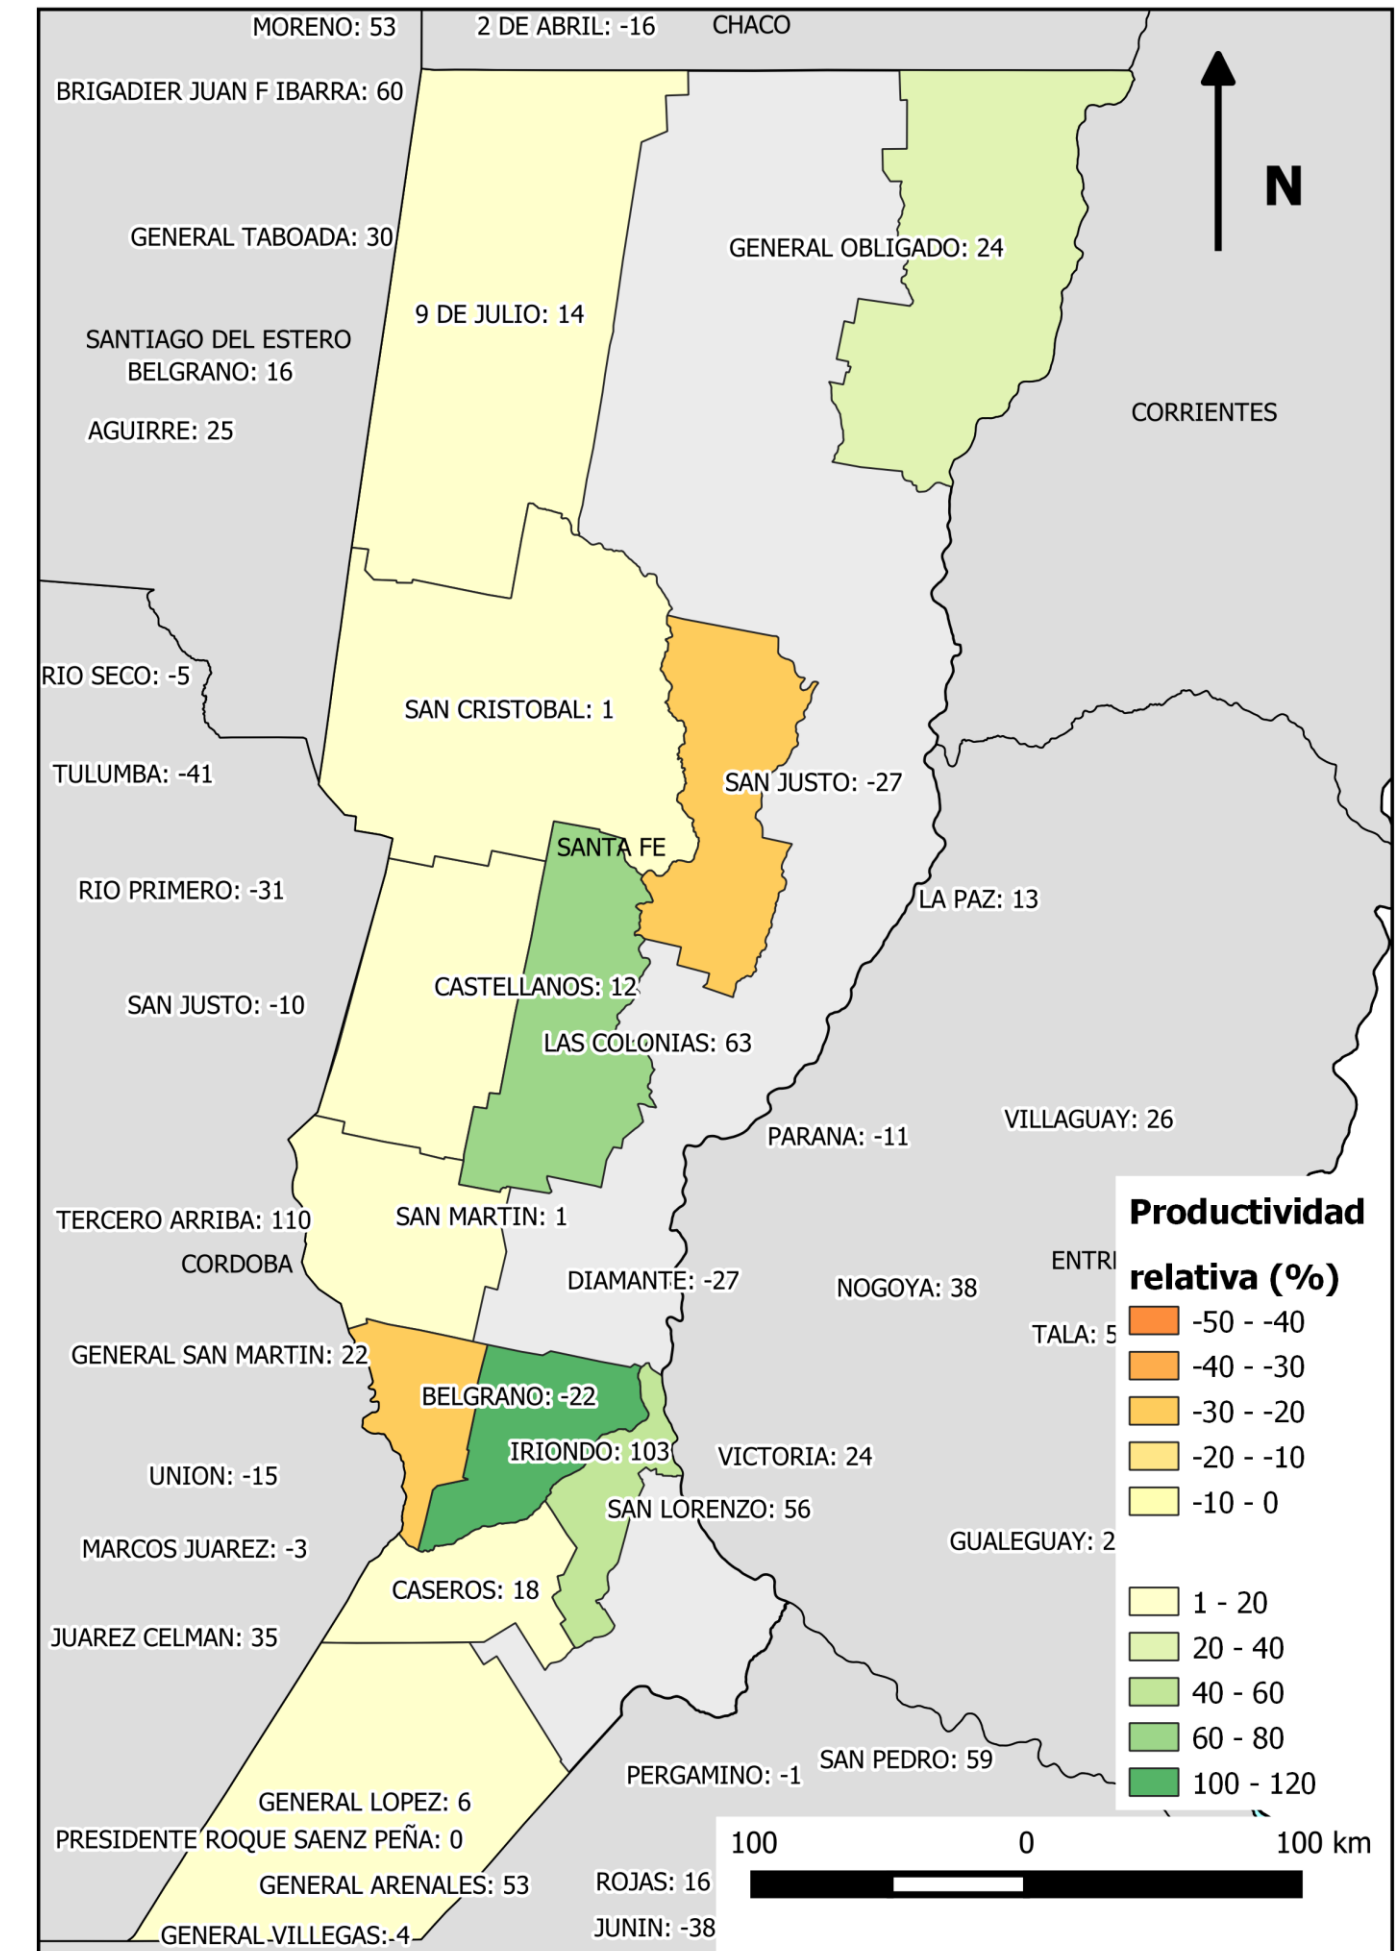 MORENO: 53
2 DE ABRIL: -16
CHACO
BRIGADIER JUAN F IBARRA: 60
N
GENERAL TABOADA: 30
GENERAL OBLIGADO: 24
9 DE JULIO: 14
SANTIAGO DEL ESTERO
BELGRANO: 16
CORRIENTES
AGUIRRE: 25
RIO SECO: -5
SAN CRISTOBAL: 1
TULUMBA: -41
SAN JUSTO: -27
SANTA FE
RIO PRIMERO: -31
LA PAZ: 13
CASTELLANOS: 12
SAN JUSTO: -10
LAS COLONIAS: 63
VILLAGUAY: 26
PARANA: -11
TERCERO ARRIBA: 110
SAN MARTIN: 1
CORDOBA
ENTR
DIAMANTE: -27
NOGOYA: 38
TALA: 5
GENERAL SAN MARTIN: 22
BELGRANO: -22
IRIONDO: 103
VICTORIA: 24
UNION: -15
SAN LORENZO: 56
GUALEGUAY: 2
MARCOS JUAREZ: -3
CASEROS: 18
JUAREZ CELMAN: 35
SAN PEDRO: 59
PERGAMINO: -1
GENERAL LOPEZ: 6
PRESIDENTE ROQUE SAENZ PEÑA: 0
GENERAL ARENALES: 53
ROJAS: 16
GENERAL VILLEGAS: -4
JUNIN: -38
Productividad
relativa (%)
-50 - -40
-40 - -30
-30 - -20
-20 - -10
-10 - 0
1 - 20
20 - 40
40 - 60
60 - 80
100 - 120
100 0 100 km